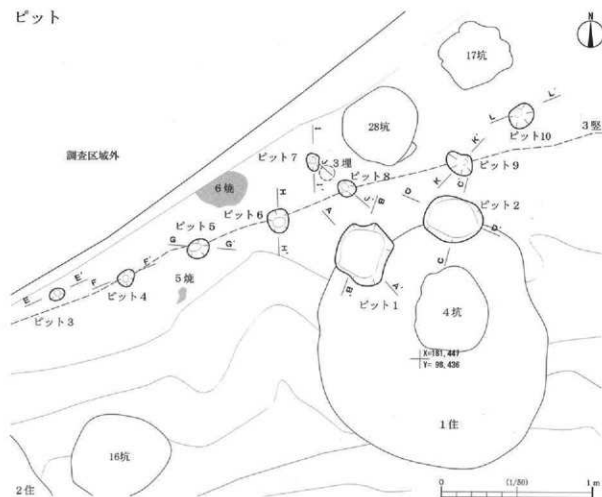 ピット
N
17坑
L
L'
ピット10
3竪
28坑
調査区域外
ピット7
I
I'
3埋
K'
K
ピット9
J
ピット8
J'
6焼
H
H'
ピット6
A
B
D
C
ピット2
D'
C'
ピット5
G
G'
ピット1
B'
A'
E
E'
F
F'
ピット4
ピット3
5焼
4坑
X=181,447
Y= 98,436
1住
16坑
2住
0
(1/50)
1 m